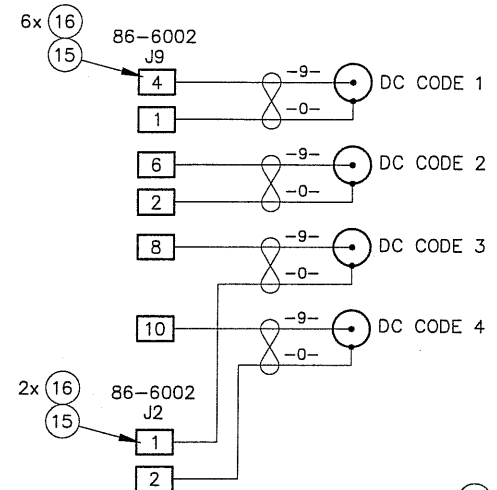 6x 16
15
86-6002
J9
4 -9- DC CODE 1
1 -0-
6 -9- DC CODE 2
2 -0-
8 -9- DC CODE 3
-0-
10 -9- DC CODE 4
-0-
2x 16
15
86-6002
J2
1
2